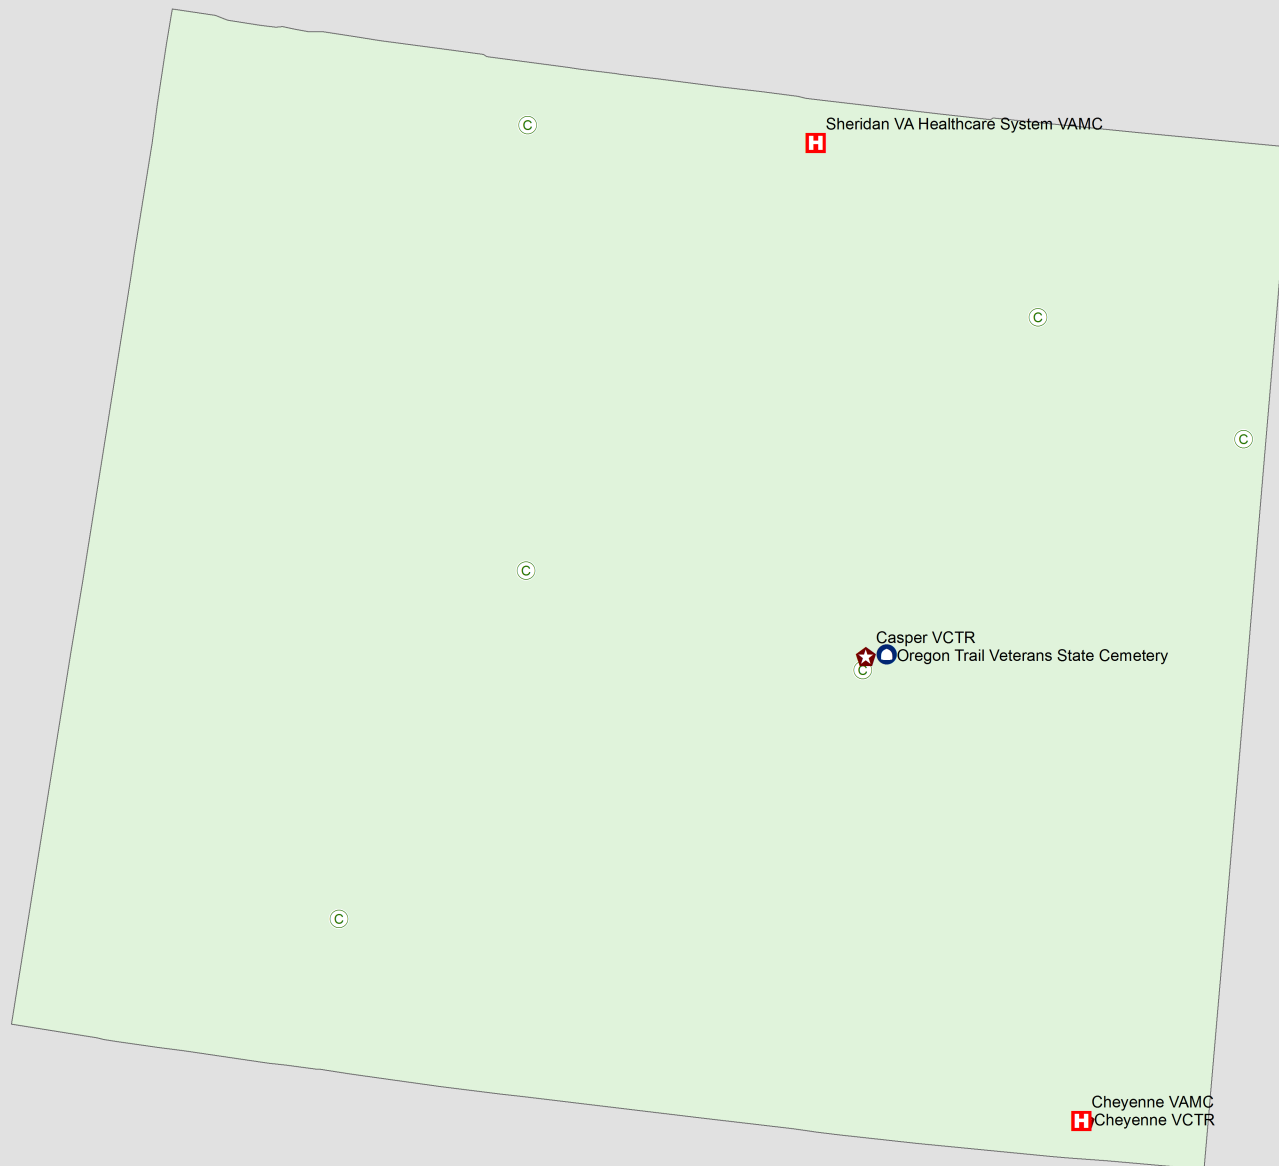 C
Sheridan VA Healthcare System VAMC
H
C
C
C
Casper VCTR
Oregon Trail Veterans State Cemetery
C
C
Cheyenne VAMC
H
Cheyenne VCTR